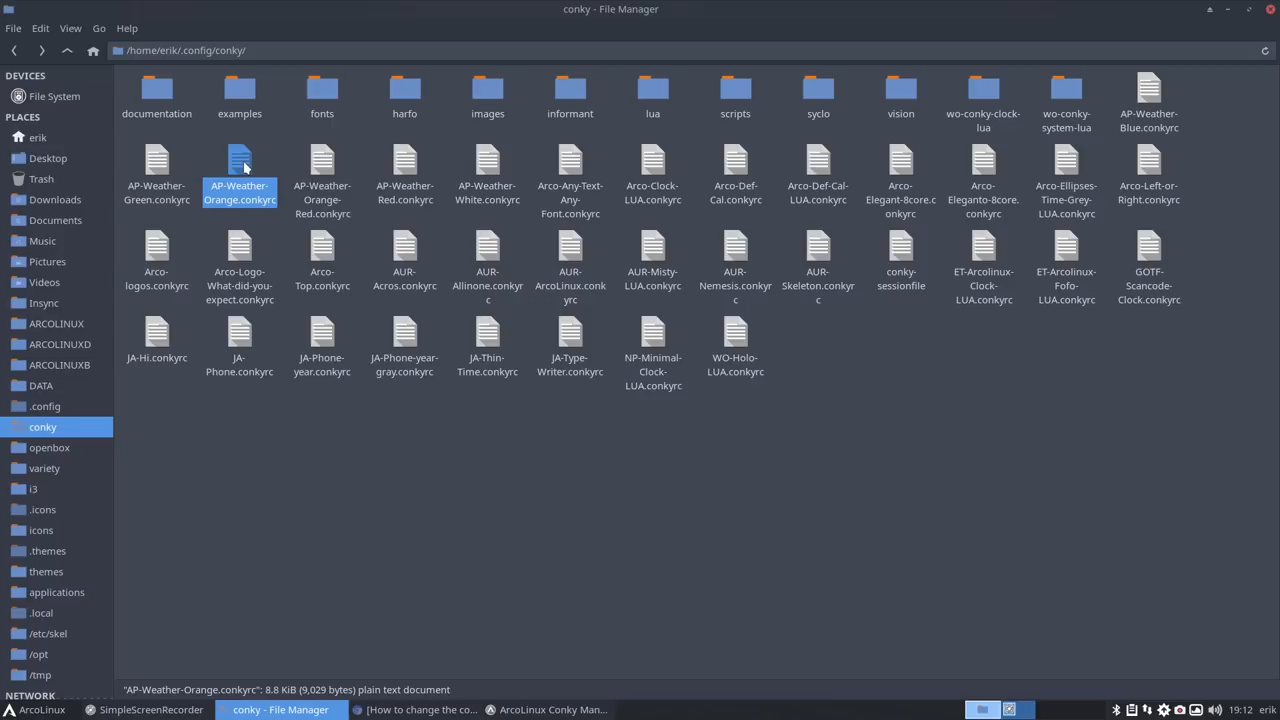 conky - File Manager
File Edit View Go Help
/home/erik/.config/conky/
DEVICES
File System
PLACES
erik
Desktop
Trash
Downloads
Documents
Music
Pictures
Videos
Insync
ARCOLINUX
ARCOLINUXD
ARCOLINUXB
DATA
.config
conky
openbox
variety
i3
.icons
icons
.themes
themes
applications
.local
/etc/skel
/opt
/tmp
NETWORK
documentation
examples
fonts
harfo
images
informant
lua
scripts
syclo
vision
wo-conky-clock-
lua
wo-conky-
system-lua
AP-Weather-
Blue.conkyrc
AP-Weather-
Green.conkyrc
AP-Weather-
Orange.conkyrc
AP-Weather-
Orange-
Red.conkyrc
AP-Weather-
Red.conkyrc
AP-Weather-
White.conkyrc
Arco-Any-Text-
Any-
Font.conkyrc
Arco-Clock-
LUA.conkyrc
Arco-Def-
Cal.conkyrc
Arco-Def-Cal-
LUA.conkyrc
Arco-
Elegant-8core.c
onkyrc
Arco-
Eleganto-8core.
conkyrc
Arco-Ellipses-
Time-Grey-
LUA.conkyrc
Arco-Left-or-
Right.conkyrc
Arco-
logos.conkyrc
Arco-Logo-
What-did-you-
expect.conkyrc
Arco-
Top.conkyrc
AUR-
Acros.conkyrc
AUR-
Allinone.conkyr
c
AUR-
ArcoLinux.conk
yrc
AUR-Misty-
LUA.conkyrc
AUR-
Nemesis.conkyr
c
AUR-
Skeleton.conkyr
c
conky-
sessionfile
ET-Arcolinux-
Clock-
LUA.conkyrc
ET-Arcolinux-
Fofo-
LUA.conkyrc
GOTF-
Scancode-
Clock.conkyrc
JA-Hi.conkyrc
JA-
Phone.conkyrc
JA-Phone-
year.conkyrc
JA-Phone-year-
gray.conkyrc
JA-Thin-
Time.conkyrc
JA-Type-
Writer.conkyrc
NP-Minimal-
Clock-
LUA.conkyrc
WO-Holo-
LUA.conkyrc
"AP-Weather-Orange.conkyrc": 8.8 KiB (9,029 bytes) plain text document
ArcoLinux SimpleScreenRecorder conky - File Manager [How to change the co... ArcoLinux Conky Man... 19:12 erik